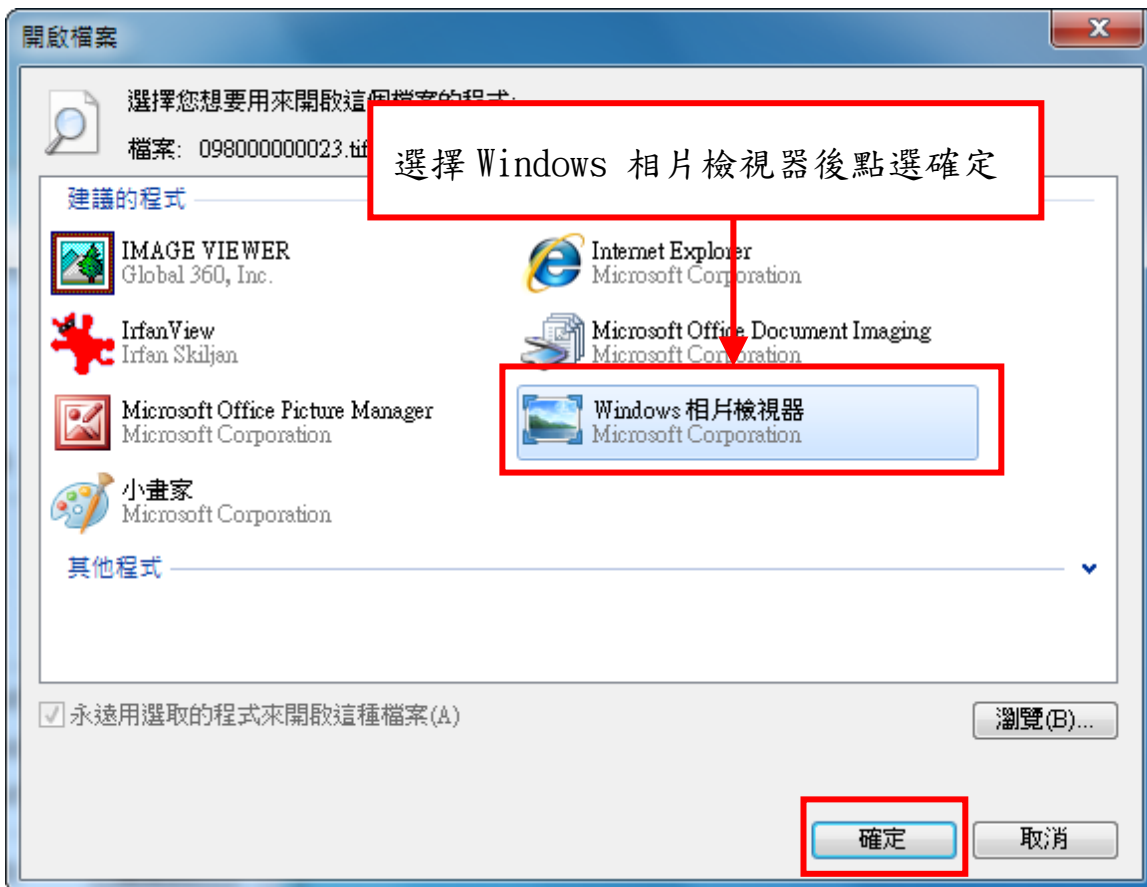 開啟檔案
選擇您想要用來開啟這個檔案的程式:
檔案: 098000000023.tif
選擇 Windows 相片檢視器後點選確定
建議的程式
IMAGE VIEWER
Global 360, Inc.
Internet Explorer
Microsoft Corporation
IrfanView
Irfan Skiljan
Microsoft Office Document Imaging
Microsoft Corporation
Microsoft Office Picture Manager
Microsoft Corporation
Windows 相片檢視器
Microsoft Corporation
小畫家
Microsoft Corporation
其他程式
永遠用選取的程式來開啟這種檔案(A)
瀏覽(B)...
確定
取消